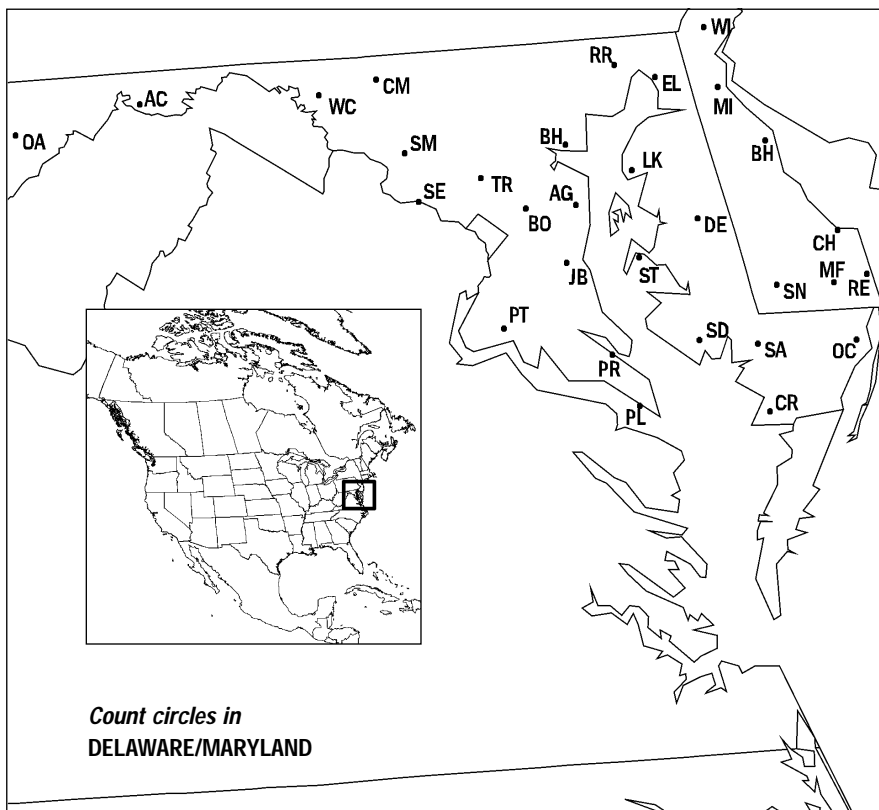 WI
RR
EL
CM
WC
AC
MI
OA
BH
SM
BH
LK
TR
SE
AG
BO
DE
CH
JB
ST
MF
RE
SN
PT
SD
SA
OC
PR
PL
CR
Count circles in
DELAWARE/MARYLAND